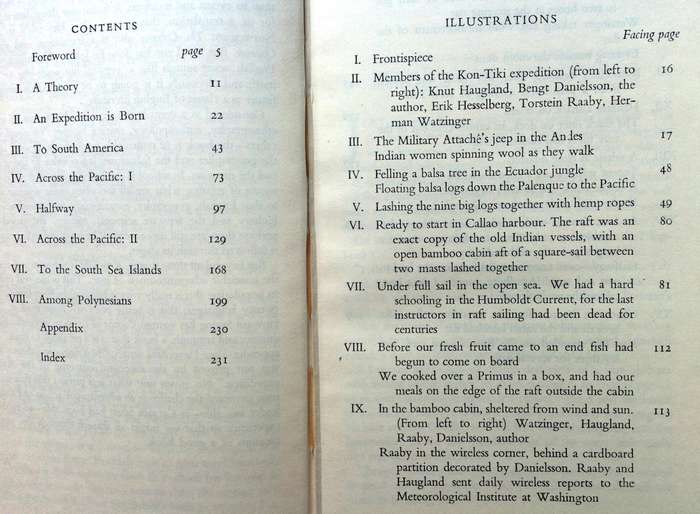 CONTENTS
Foreword page 5
I. A Theory 11
II. An Expedition is Born 22
III. To South America 43
IV. Across the Pacific: I 73
V. Halfway 97
VI. Across the Pacific: II 129
VII. To the South Sea Islands 168
VIII. Among Polynesians 199
Appendix 230
Index 231
ILLUSTRATIONS
Facing page
I. Frontispiece
II. Members of the Kon-Tiki expedition (from left to 16
right): Knut Haugland, Bengt Danielsson, the
author, Erik Hesselberg, Torstein Raaby, Her-
man Watzinger
III. The Military Attaché's jeep in the Andes 17
Indian women spinning wool as they walk
IV. Felling a balsa tree in the Ecuador jungle 48
Floating balsa logs down the Palenque to the Pacific
V. Lashing the nine big logs together with hemp ropes 49
VI. Ready to start in Callao harbour. The raft was an 80
exact copy of the old Indian vessels, with an
open bamboo cabin aft of a square-sail between
two masts lashed together
VII. Under full sail in the open sea. We had a hard 81
schooling in the Humboldt Current, for the last
instructors in raft sailing had been dead for
centuries
VIII. Before our fresh fruit came to an end fish had 112
begun to come on board
We cooked over a Primus in a box, and had our
meals on the edge of the raft outside the cabin
IX. In the bamboo cabin, sheltered from wind and sun. 113
(From left to right) Watzinger, Haugland,
Raaby, Danielsson, author
Raaby in the wireless corner, behind a cardboard
partition decorated by Danielsson. Raaby and
Haugland sent daily wireless reports to the
Meteorological Institute at Washington